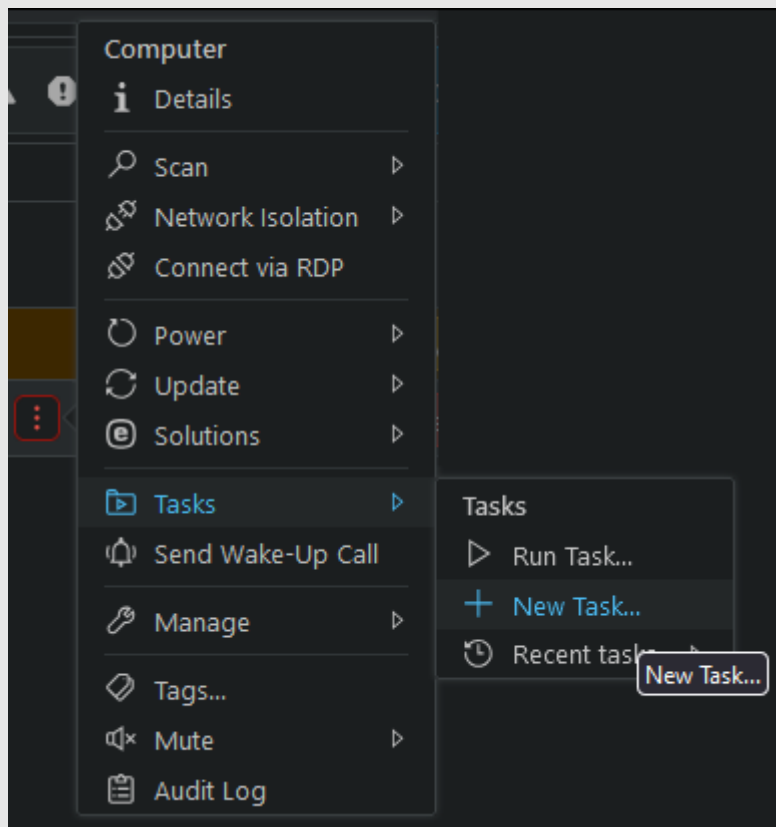 Computer
Details
Scan
Network Isolation
Connect via RDP
Power
Update
Solutions
Tasks
Send Wake-Up Call
Manage
Tags...
Mute
Audit Log
Tasks
Run Task...
New Task...
Recent tasks
New Task...